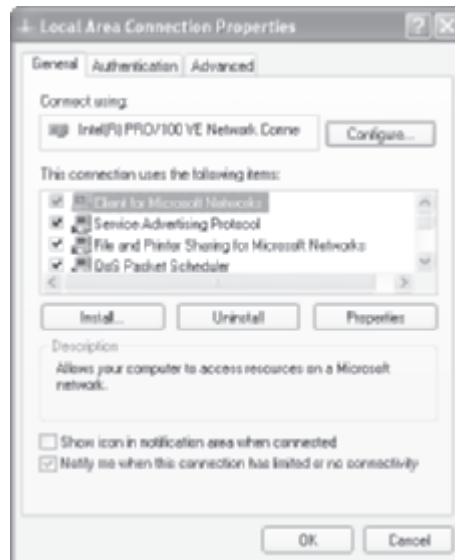 Local Area Connection Properties
General Authentication Advanced
Connect using:
Intel(R) PRO/100 VE Network Conne
Configure...
This connection uses the following items:
Client for Microsoft Networks
Service Advertising Protocol
File and Printer Sharing for Microsoft Networks
QoS Packet Scheduler
Install... Uninstall Properties
Description
Allows your computer to access resources on a Microsoft
network.
Show icon in notification area when connected
Notify me when this connection has limited or no connectivity
OK Cancel